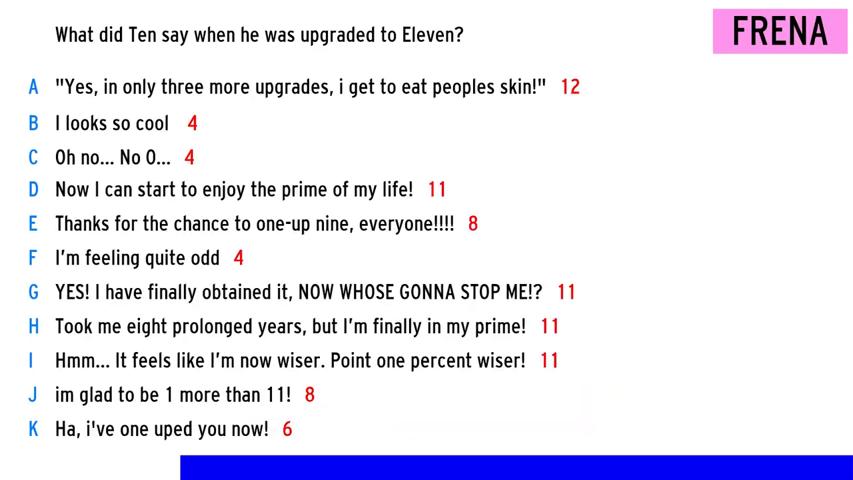 What did Ten say when he was upgraded to Eleven?
FRENA
A "Yes, in only three more upgrades, i get to eat peoples skin!" 12
B I looks so cool 4
C Oh no... No O... 4
D Now I can start to enjoy the prime of my life! 11
E Thanks for the chance to one-up nine, everyone!!!! 8
F I'm feeling quite odd 4
G YES! I have finally obtained it, NOW WHOSE GONNA STOP ME!? 11
H Took me eight prolonged years, but I'm finally in my prime! 11
I Hmm... It feels like I'm now wiser. Point one percent wiser! 11
J im glad to be 1 more than 11! 8
K Ha, i've one uped you now! 6